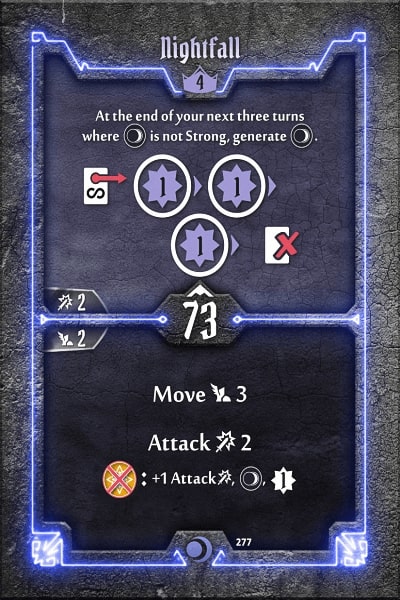 Nightfall
4
At the end of your next three turns
where is not Strong, generate .
S
1 1
1
2
73
2
Move 3
Attack 2
: +1 Attack , , 1
277